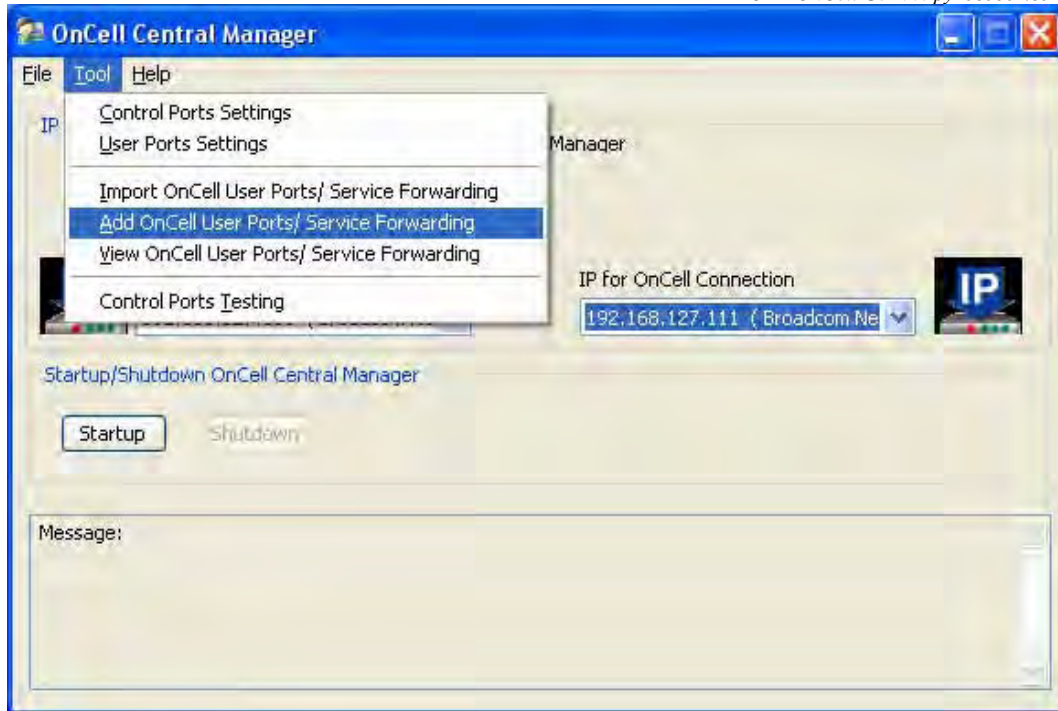 OnCell Central Manager
File Tool Help
Control Ports Settings
User Ports Settings
Import OnCell User Ports/ Service Forwarding
Add OnCell User Ports/ Service Forwarding
View OnCell User Ports/ Service Forwarding
Control Ports Testing
IP
Manager
IP for OnCell Connection
192.168.127.111 ( Broadcom Ne
IP
Startup/Shutdown OnCell Central Manager
Startup Shutdown
Message: